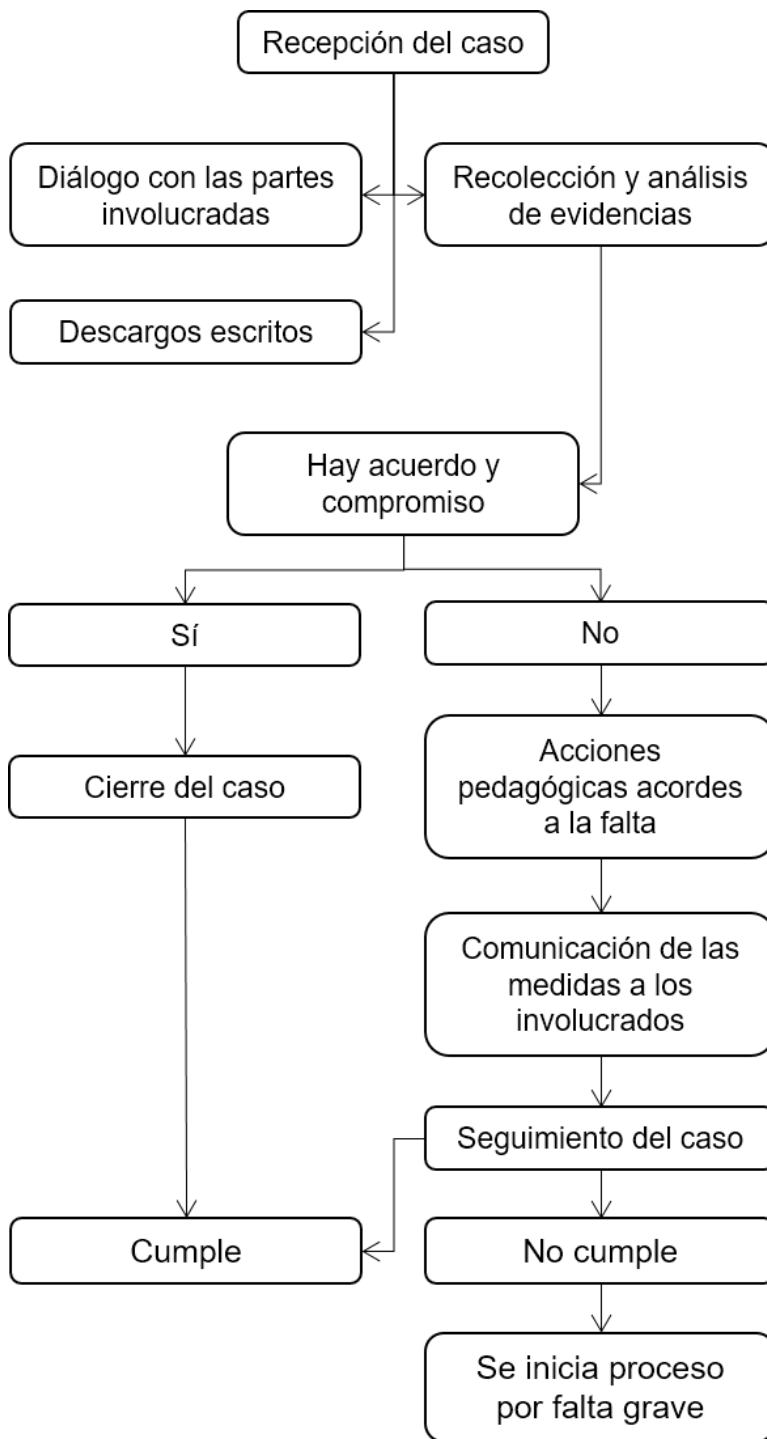 Recepción del caso
Diálogo con las partes
involucradas
Recolección y análisis
de evidencias
Descargos escritos
Hay acuerdo y
compromiso
Sí
No
Cierre del caso
Acciones
pedagógicas acordes
a la falta
Comunicación de las
medidas a los
involucrados
Seguimiento del caso
Cumple
No cumple
Se inicia proceso
por falta grave